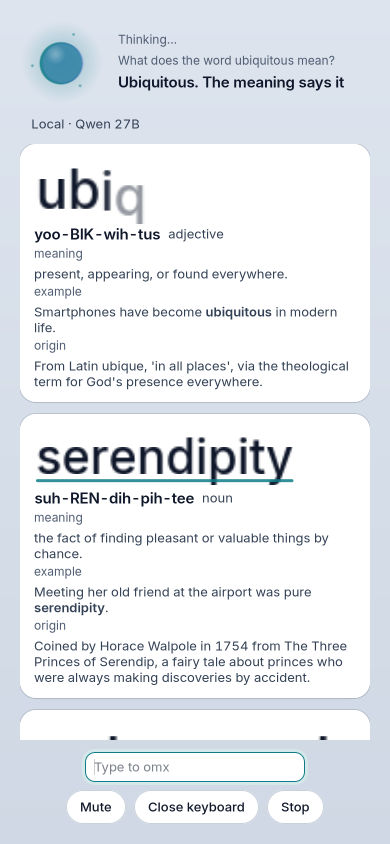 Thinking...
What does the word ubiquitous mean?
Ubiquitous. The meaning says it
Local · Qwen 27B
ubiq
yoo-BIK-wih-tus adjective
meaning
present, appearing, or found everywhere.
example
Smartphones have become ubiquitous in modern
life.
origin
From Latin ubique, 'in all places', via the theological
term for God's presence everywhere.
serendipity
suh-REN-dih-pih-tee noun
meaning
the fact of finding pleasant or valuable things by
chance.
example
Meeting her old friend at the airport was pure
serendipity.
origin
Coined by Horace Walpole in 1754 from The Three
Princes of Serendip, a fairy tale about princes who
were always making discoveries by accident.
Type to omx
Mute
Close keyboard
Stop